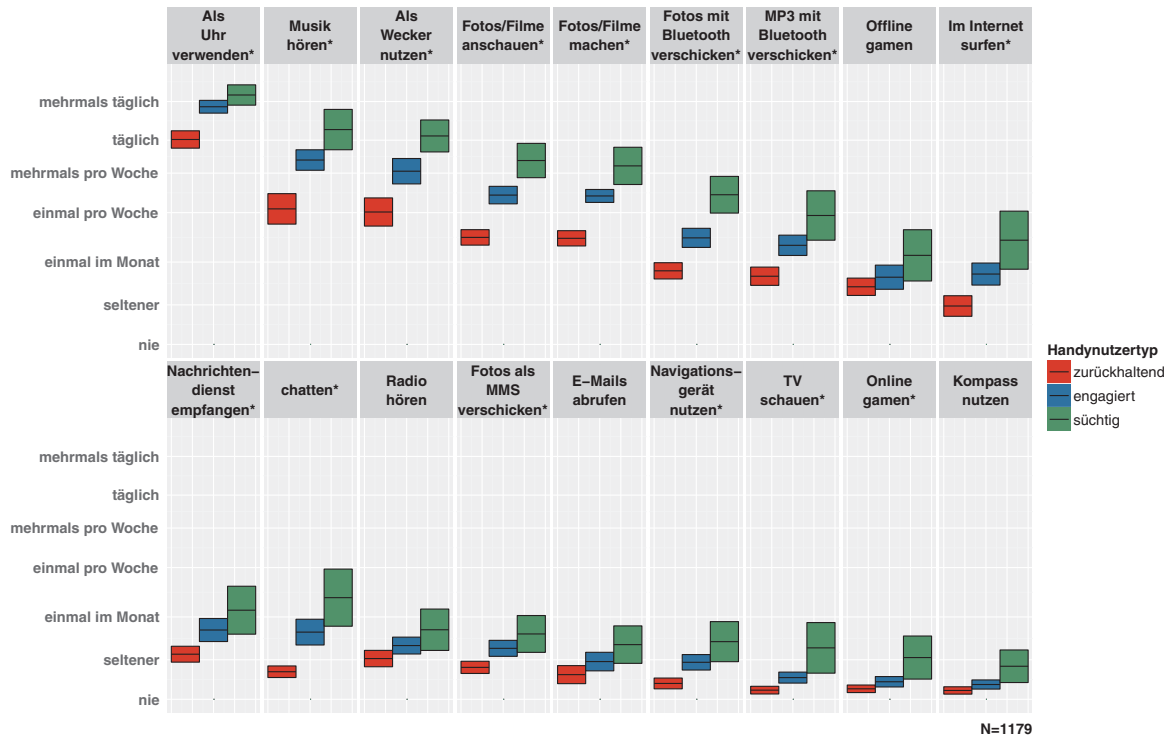 Als
Uhr
verwenden*
Musik
hören*
Als
Wecker
nutzen*
Fotos/Filme
anschauen*
Fotos/Filme
machen*
Fotos mit
Bluetooth
verschicken*
MP3 mit
Bluetooth
verschicken*
Offline
gamen
Im Internet
surfen*
mehrmals täglich
täglich
mehrmals pro Woche
einmal pro Woche
einmal im Monat
seltener
nie
Nachrichten–
dienst
empfangen*
chatten*
Radio
hören
Fotos als
MMS
verschicken*
E–Mails
abrufen
Navigations–
gerät
nutzen*
TV
schauen*
Online
gamen*
Kompass
nutzen
mehrmals täglich
täglich
mehrmals pro Woche
einmal pro Woche
einmal im Monat
seltener
nie
Handynutzertyp
zurückhaltend
engagiert
süchtig
N=1179